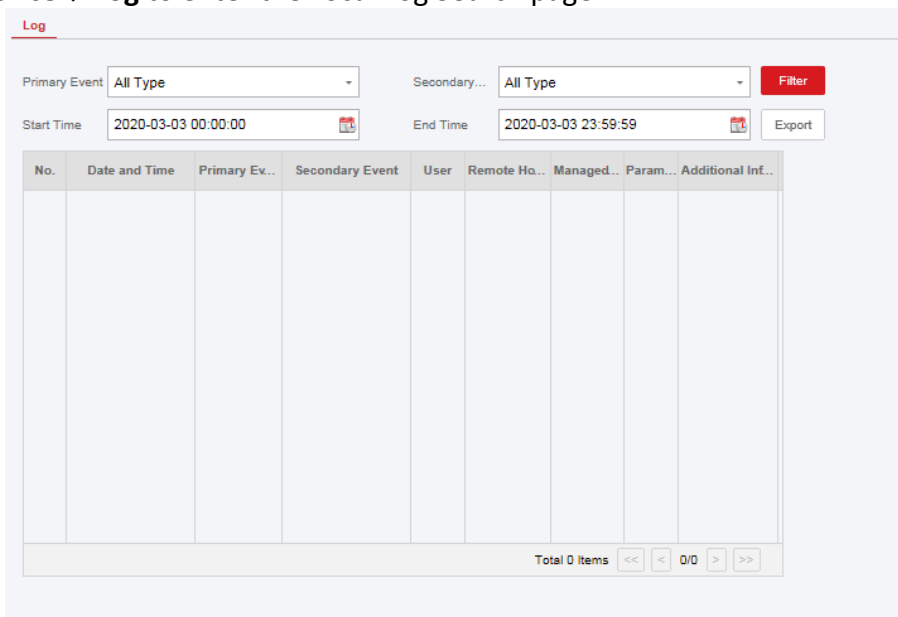 Log
Primary Event All Type Secondary... All Type Filter
Start Time 2020-03-03 00:00:00 End Time 2020-03-03 23:59:59 Export
No. Date and Time Primary Ev... Secondary Event User Remote Ho... Managed... Param... Additional Inf...
Total 0 Items << < 0/0 > >>